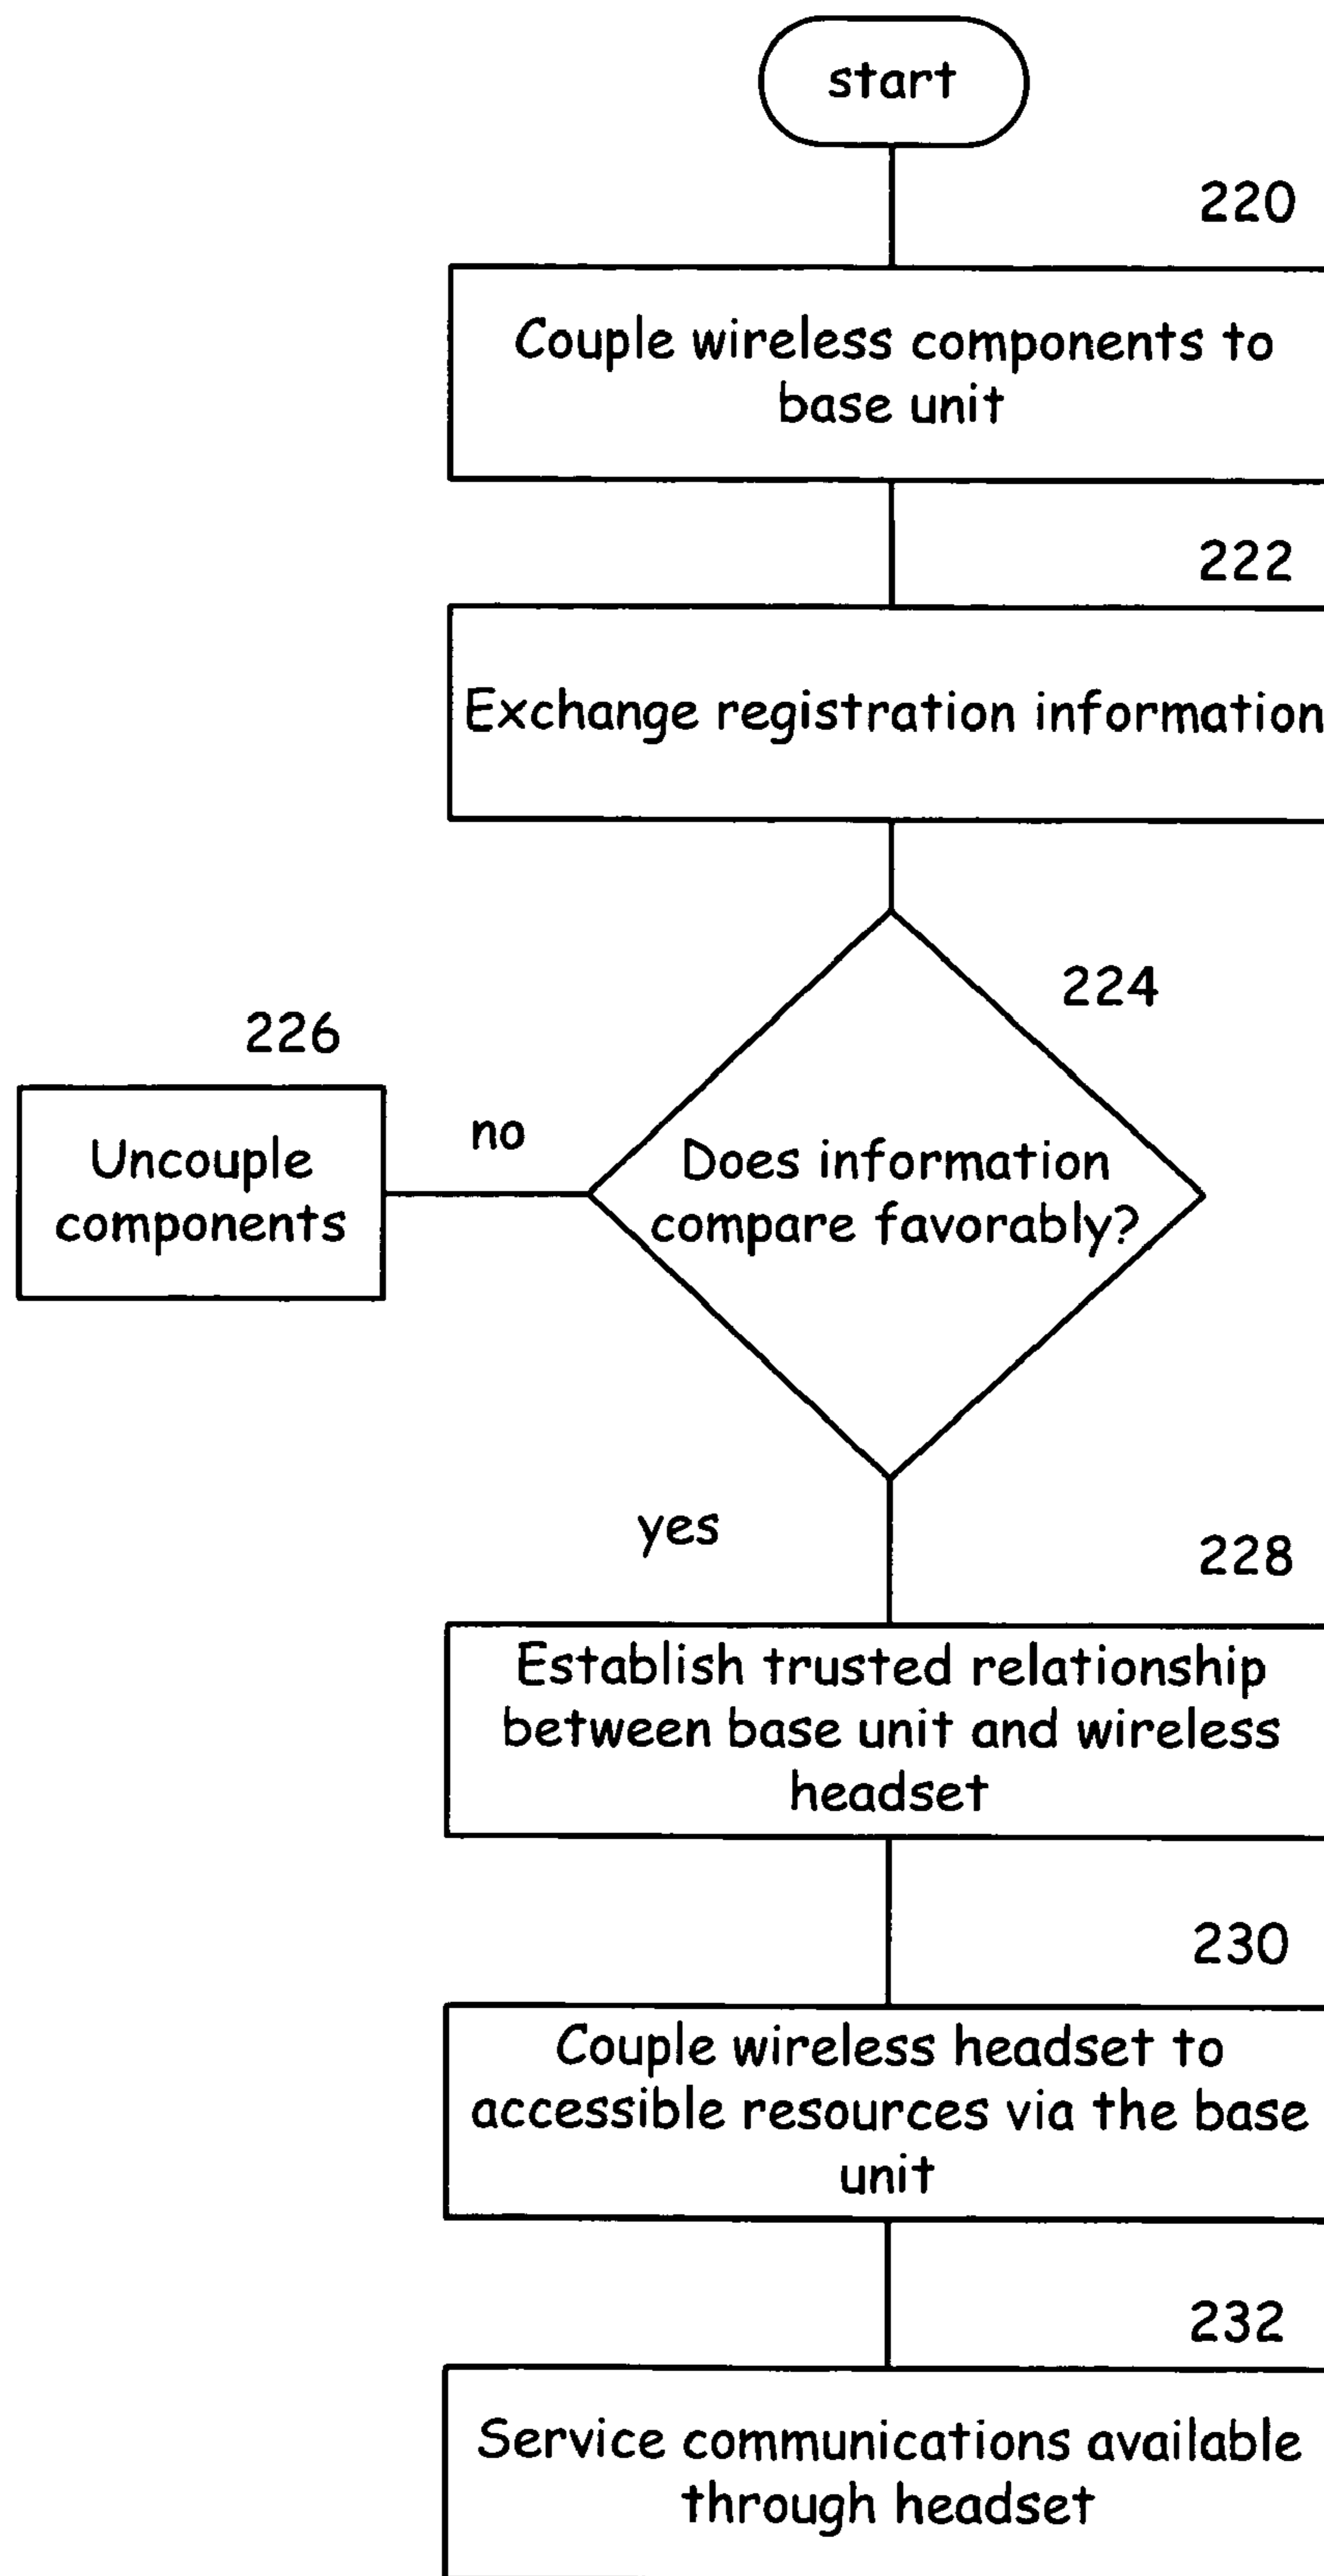 start
220
Couple wireless components to
base unit
222
Exchange registration information
224
226
no
Uncouple
components
Does information
compare favorably?
yes
228
Establish trusted relationship
between base unit and wireless
headset
230
Couple wireless headset to
accessible resources via the base
unit
232
Service communications available
through headset